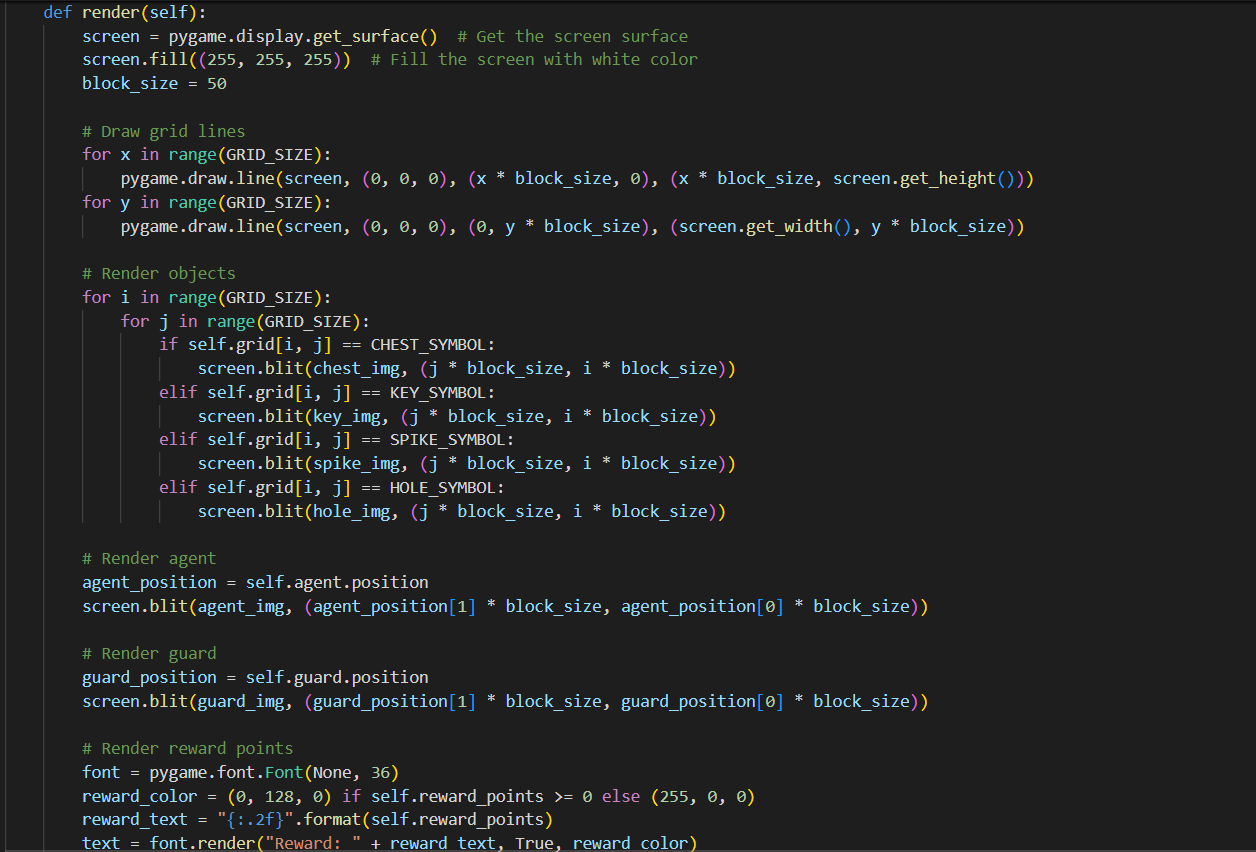 def render(self):
    screen = pygame.display.get_surface()  # Get the screen surface
    screen.fill((255, 255, 255))  # Fill the screen with white color
    block_size = 50

    # Draw grid lines
    for x in range(GRID_SIZE):
        pygame.draw.line(screen, (0, 0, 0), (x * block_size, 0), (x * block_size, screen.get_height()))
    for y in range(GRID_SIZE):
        pygame.draw.line(screen, (0, 0, 0), (0, y * block_size), (screen.get_width(), y * block_size))

    # Render objects
    for i in range(GRID_SIZE):
        for j in range(GRID_SIZE):
            if self.grid[i, j] == CHEST_SYMBOL:
                screen.blit(chest_img, (j * block_size, i * block_size))
            elif self.grid[i, j] == KEY_SYMBOL:
                screen.blit(key_img, (j * block_size, i * block_size))
            elif self.grid[i, j] == SPIKE_SYMBOL:
                screen.blit(spike_img, (j * block_size, i * block_size))
            elif self.grid[i, j] == HOLE_SYMBOL:
                screen.blit(hole_img, (j * block_size, i * block_size))

    # Render agent
    agent_position = self.agent.position
    screen.blit(agent_img, (agent_position[1] * block_size, agent_position[0] * block_size))

    # Render guard
    guard_position = self.guard.position
    screen.blit(guard_img, (guard_position[1] * block_size, guard_position[0] * block_size))

    # Render reward points
    font = pygame.font.Font(None, 36)
    reward_color = (0, 128, 0) if self.reward_points >= 0 else (255, 0, 0)
    reward_text = "{:.2f}".format(self.reward_points)
    text = font.render("Reward: " + reward_text, True, reward_color)